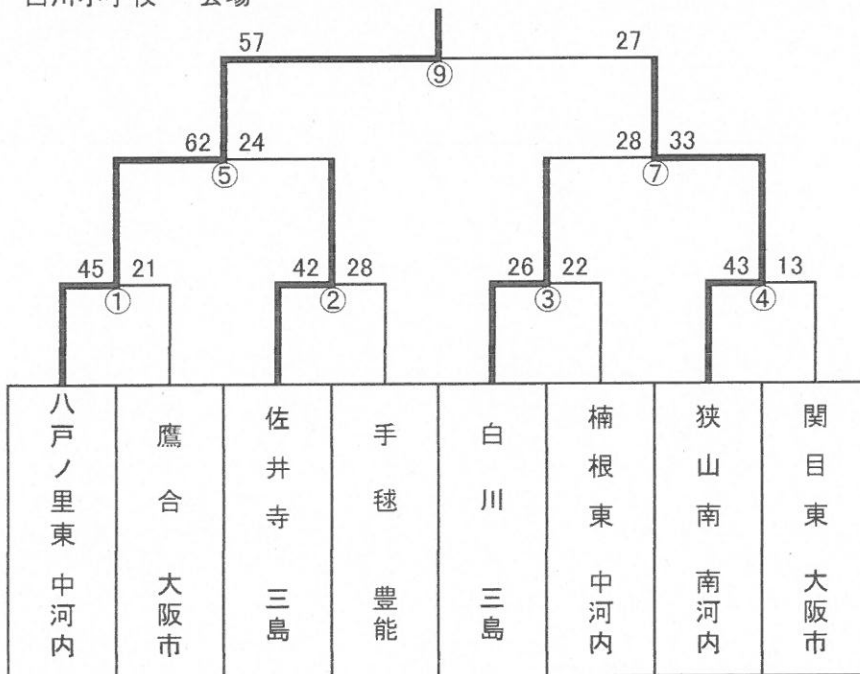 57 27
⑨
62 24 28 33
⑤ ⑦
45 21 42 28 26 22 43 13
① ② ③ ④
八戸ノ里東 中河内
鷹合 大阪市
佐井寺 三島
手毬 豊能
白川 三島
楠根東 中河内
狭山南 南河内
関目東 大阪市